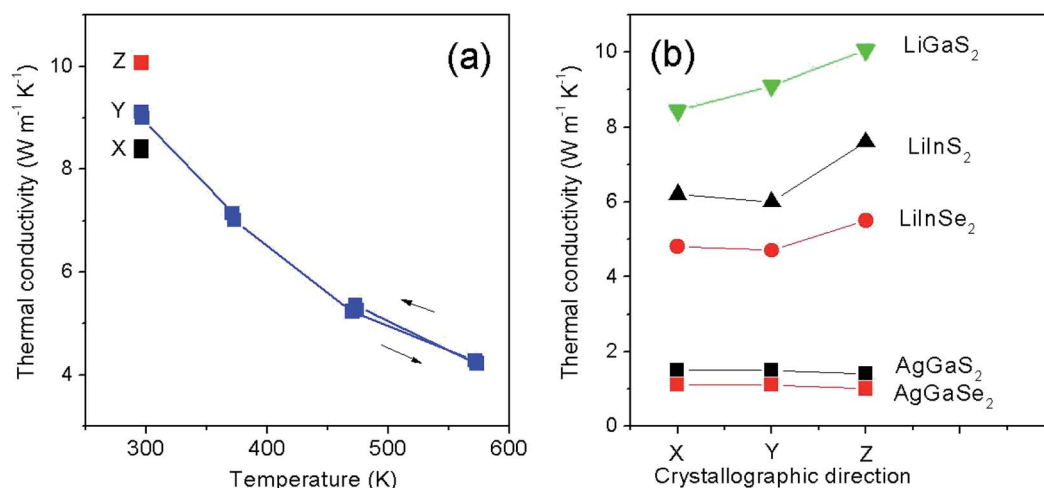 (a)
Thermal conductivity (W m⁻¹ K⁻¹)
10
8
6
4
Z
Y
X
300
400
500
600
Temperature (K)
(b)
Thermal conductivity (W m⁻¹ K⁻¹)
10
8
6
4
2
0
LiGaS₂
LiInS₂
LiInSe₂
AgGaS₂
AgGaSe₂
X
Y
Z
Crystallographic direction